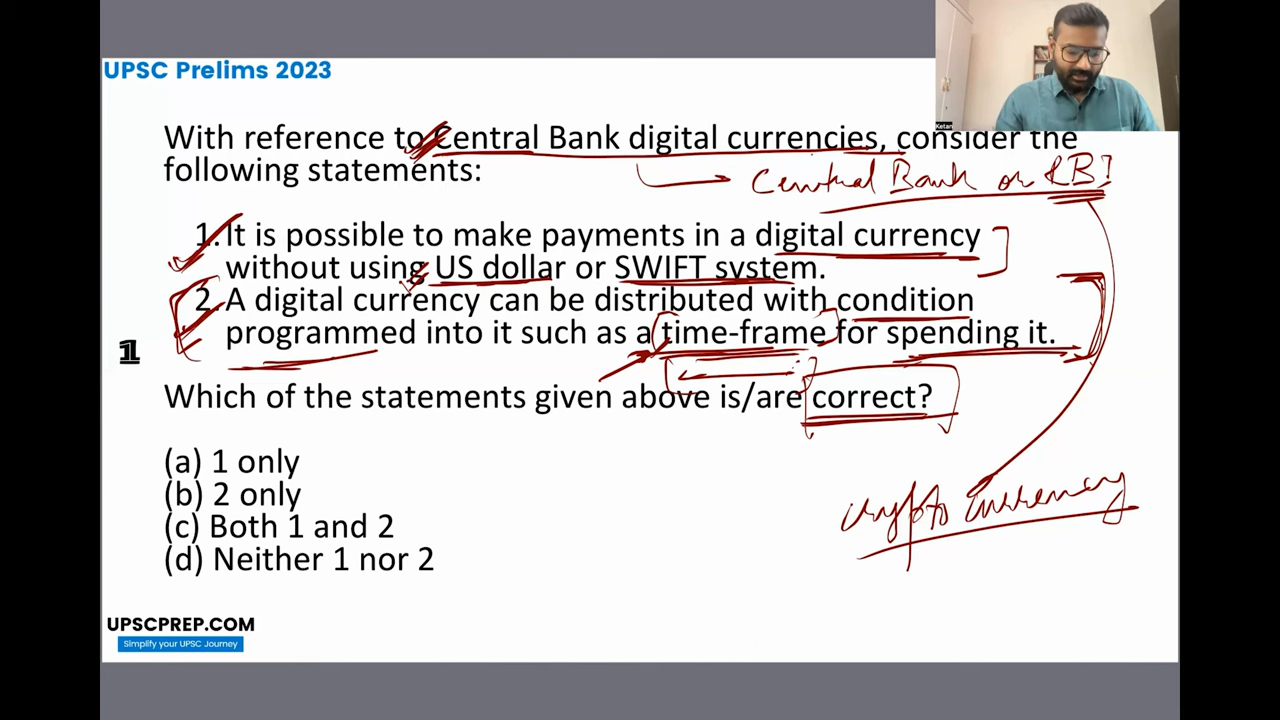 UPSC Prelims 2023
Ketan
With reference to Central Bank digital currencies, consider the
following statements:
Central Bank or RBI
1. It is possible to make payments in a digital currency
without using US dollar or SWIFT system.
2. A digital currency can be distributed with condition
programmed into it such as a time-frame for spending it.
1
Which of the statements given above is/are correct?
(a) 1 only
(b) 2 only
(c) Both 1 and 2
(d) Neither 1 nor 2
crypto currency
UPSCPREP.COM
Simplify your UPSC Journey